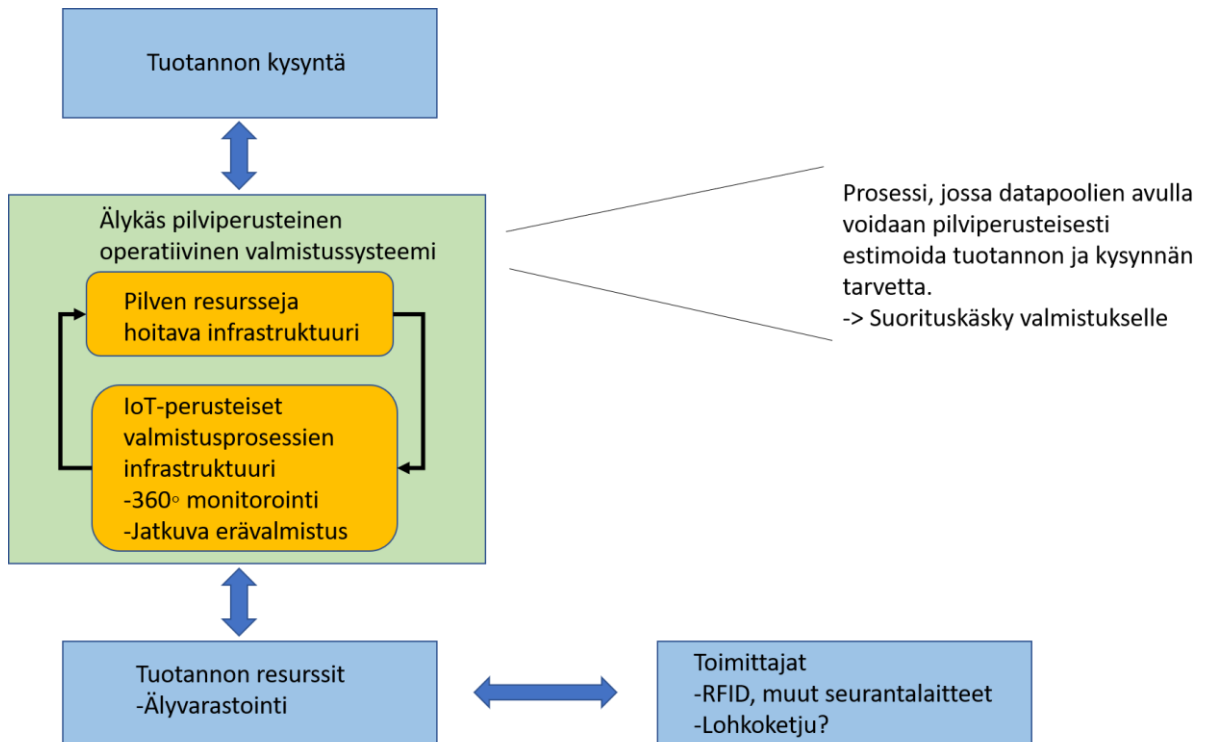 Tuotannon kysyntä
Älykäs pilviperusteinen
operatiivinen valmistussysteemi
Pilven resursseja
hoitava infrastruktuuri
IoT-perusteiset
valmistusprosessien
infrastruktuuri
-360◦ monitorointi
-Jatkuva erävalmistus
Prosessi, jossa datapoolien avulla
voidaan pilviperusteisesti
estimoida tuotannon ja kysynnän
tarvetta.
-> Suorituskäsky valmistukselle
Tuotannon resurssit
-Älyvarastointi
Toimittajat
-RFID, muut seurantalaitteet
-Lohkoketju?